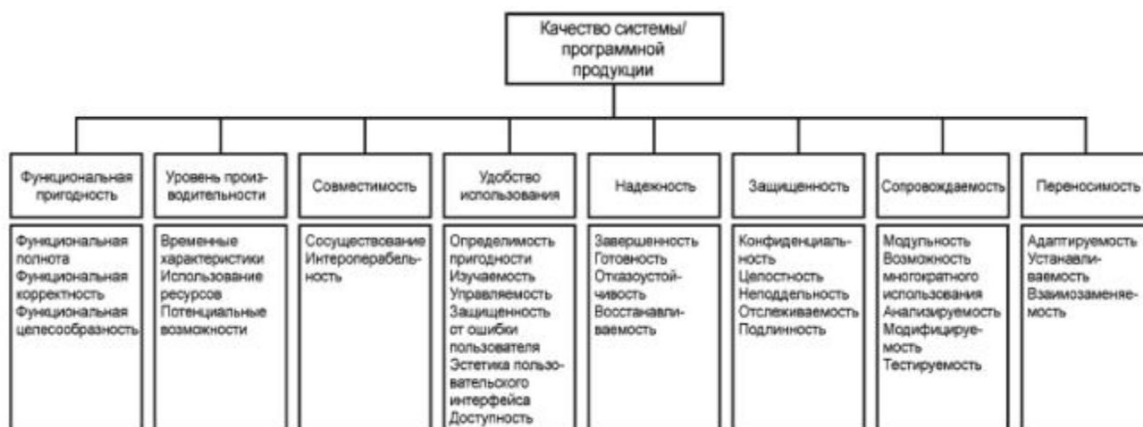 Качество системы/
программной
продукции
Функциональная
пригодность
Уровень произ-
водительности
Совместимость
Удобство
использования
Надежность
Защищенность
Сопровождаемость
Переносимость
Функциональная
полнота
Функциональная
корректность
Функциональная
целесообразность
Временные
характеристики
Использование
ресурсов
Потенциальные
возможности
Сосуществование
Интероперабель-
ность
Определимость
пригодности
Изучаемость
Управляемость
Защищенность
от ошибки
пользователя
Эстетика пользо-
вательского
интерфейса
Доступность
Завершенность
Готовность
Отказоустой-
чивость
Восстанавли-
ваемость
Конфиденциаль-
ность
Целостность
Неподдельность
Отслеживаемость
Подлинность
Модульность
Возможность
многократного
использования
Анализируемость
Модифицируе-
мость
Тестируемость
Адаптируемость
Устанавли-
ваемость
Взаимозаменяе-
мость